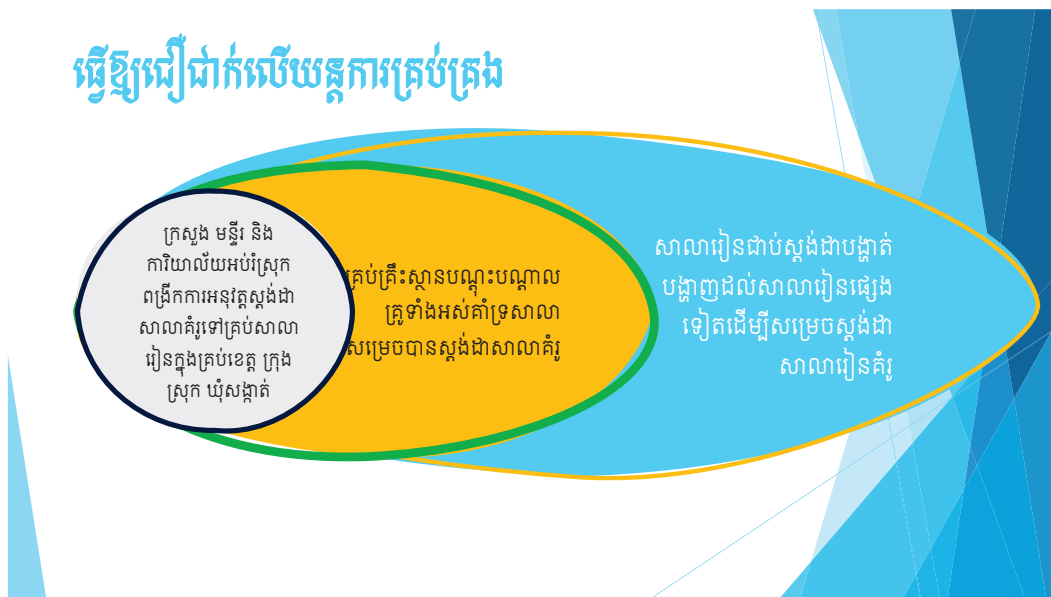 ធ្វើឱ្យជឿជាក់លើយន្តការគ្រប់គ្រង
ក្រសួង មន្ទីរ និង
ការិយាល័យអប់រំស្រុក
ពង្រីកការអនុវត្តស្តង់ដា
សាលាគំរូទៅគ្រប់សាលា
រៀនក្នុងគ្រប់ខេត្ត ក្រុង
ស្រុក ឃុំសង្កាត់
គ្រប់គ្រឹះស្ថានបណ្តុះបណ្តាល
គ្រូទាំងអស់គាំទ្រសាលា
សម្រេចបានស្តង់ដាសាលាគំរូ
សាលារៀនជាប់ស្តង់ដាបង្ហាត់
បង្ហាញដល់សាលារៀនផ្សេង
ទៀតដើម្បីសម្រេចស្តង់ដា
សាលារៀនគំរូ